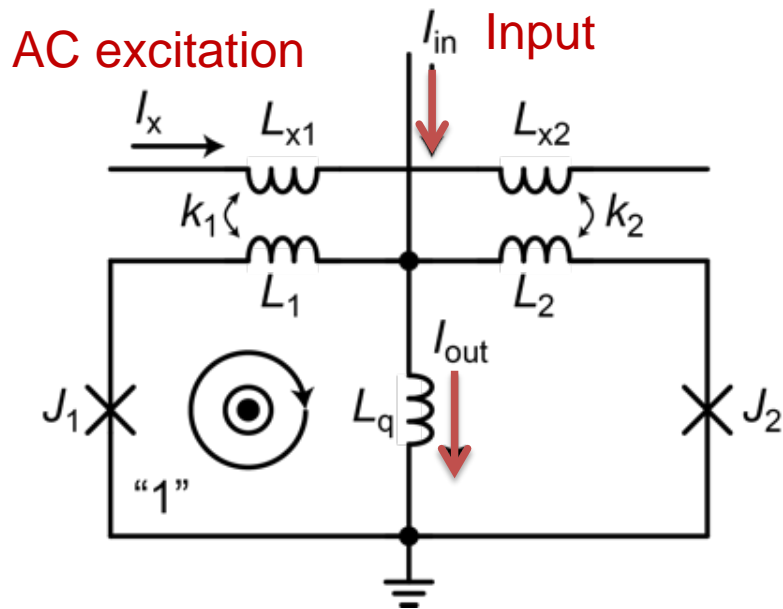 AC excitation
I_in Input
I_x
L_x1
L_x2
k_1
k_2
L_1
L_2
I_out
J_1
L_q
J_2
“1”